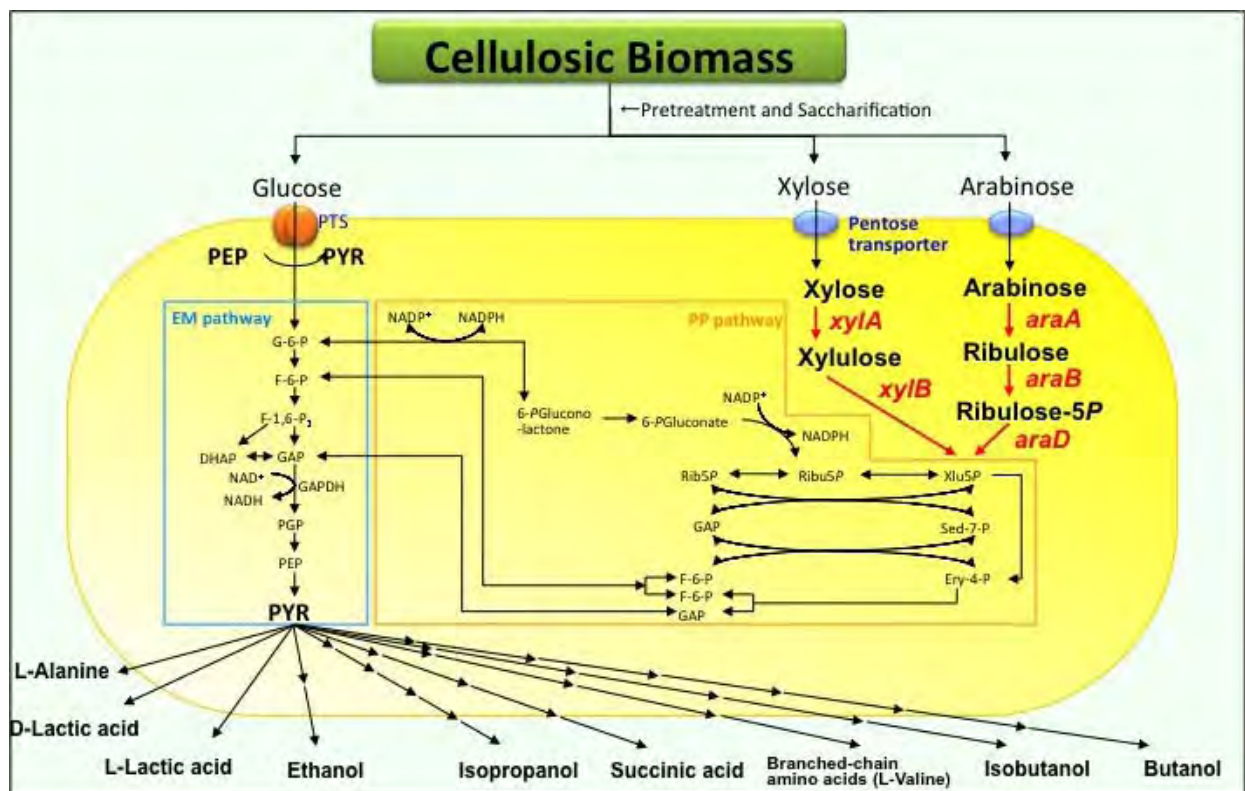 Cellulosic Biomass
←Pretreatment and Saccharification
Glucose
Xylose
Arabinose
PTS
Pentose
transporter
PEP
PYR
EM pathway
PP pathway
NADP+
NADPH
Xylose
Arabinose
xylA
araA
G-6-P
Xylulose
Ribulose
F-6-P
xylB
araB
F-1,6-P2
6-PGlucono
-lactone
6-PGluconate
NADP+
NADPH
Ribulose-5P
araD
DHAP
GAP
NAD+
NADH
GAPDH
Rib5P
Ribu5P
Xlu5P
PGP
GAP
Sed-7-P
PEP
F-6-P
F-6-P
GAP
Ery-4-P
PYR
L-Alanine
D-Lactic acid
L-Lactic acid
Ethanol
Isopropanol
Succinic acid
Branched-chain
amino acids (L-Valine)
Isobutanol
Butanol